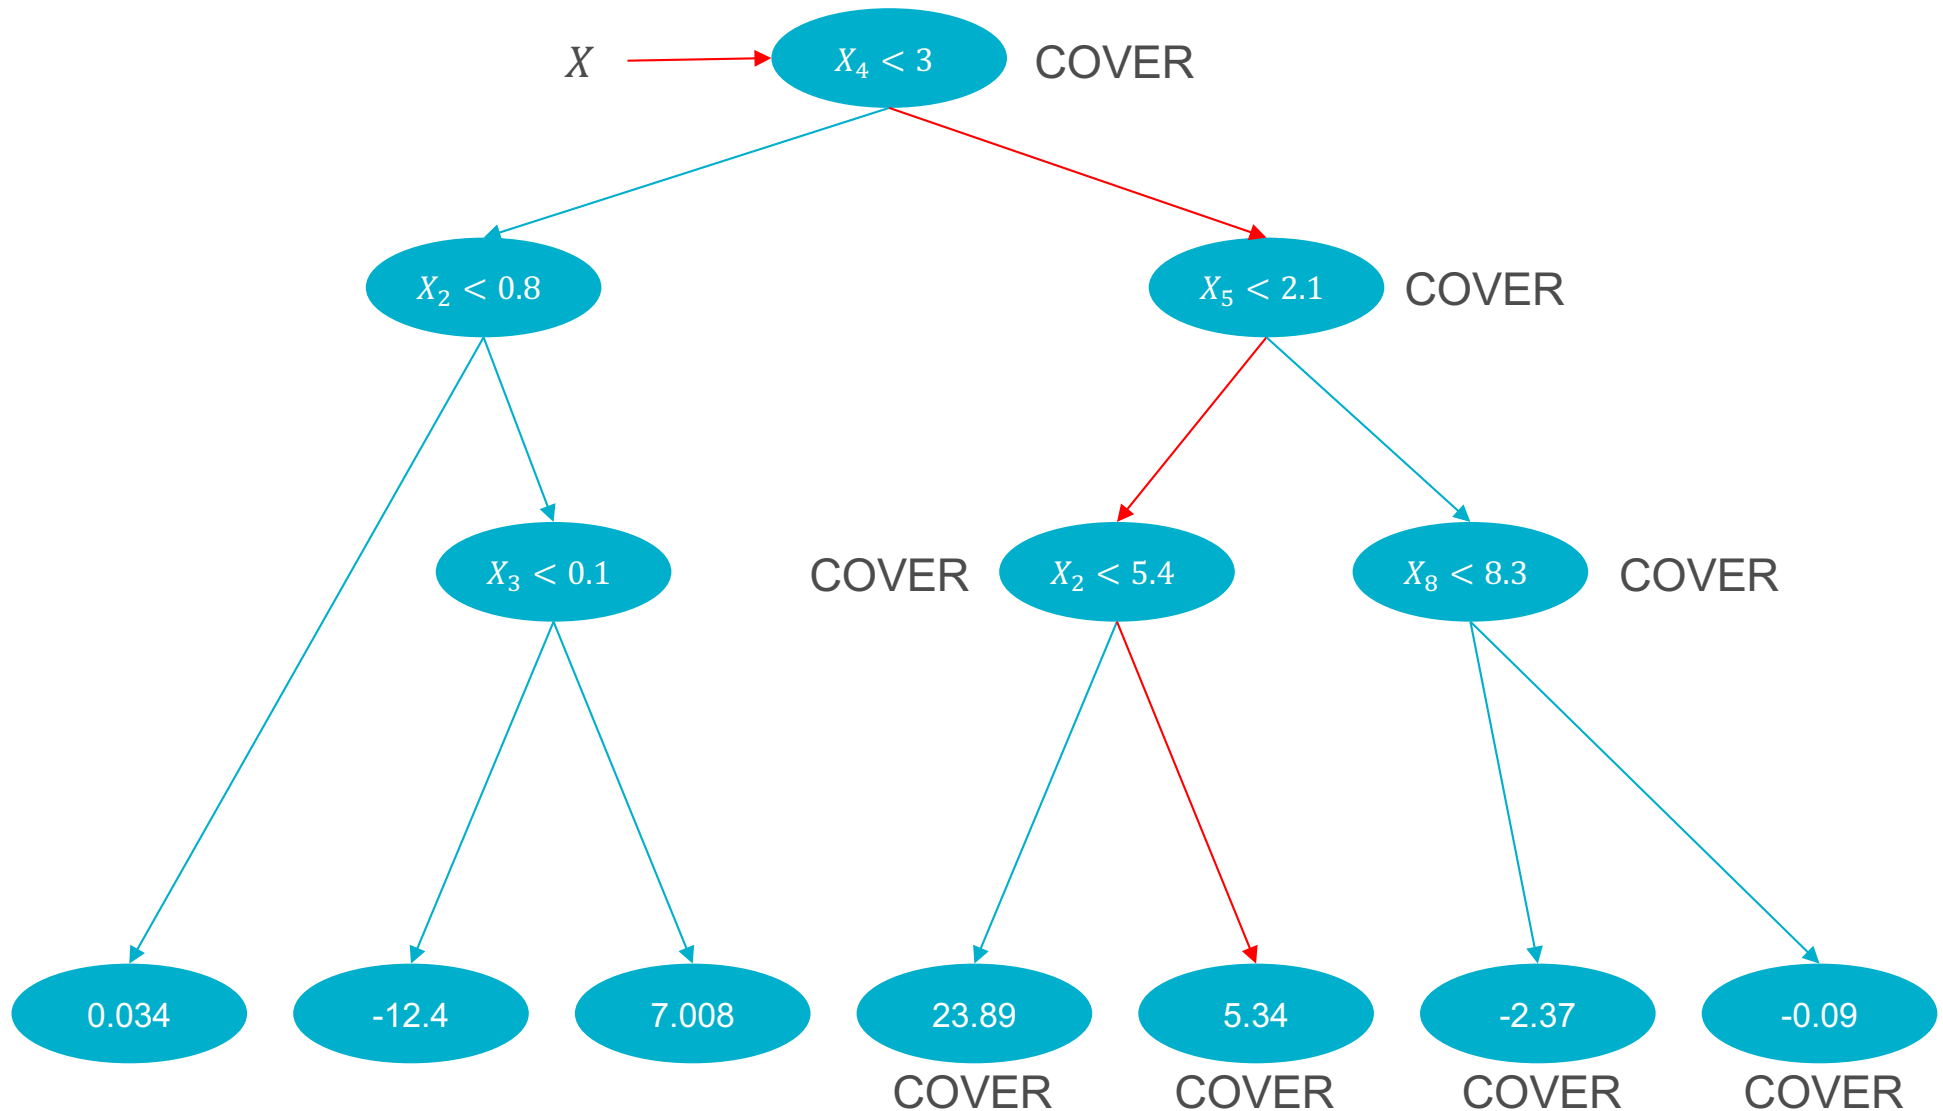 X
X₄ < 3
COVER
X₂ < 0.8
X₅ < 2.1
COVER
X₃ < 0.1
COVER
X₂ < 5.4
X₈ < 8.3
COVER
0.034
-12.4
7.008
23.89
5.34
-2.37
-0.09
COVER
COVER
COVER
COVER